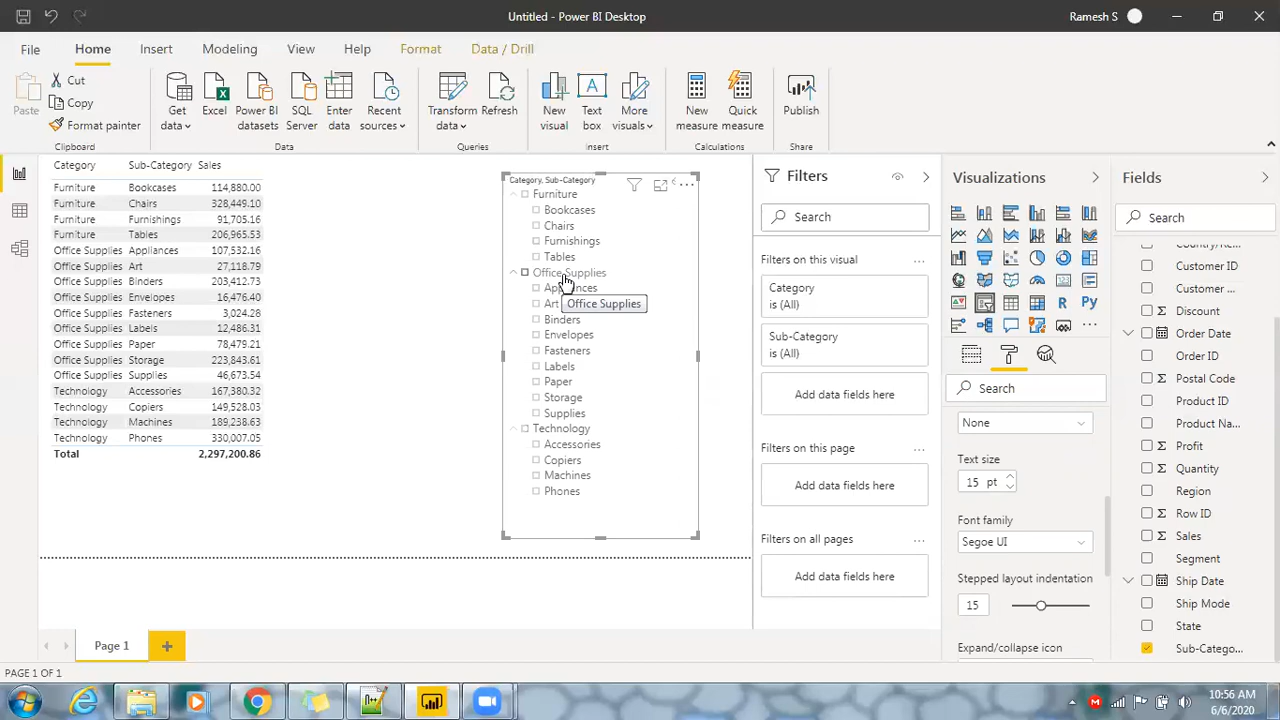 Untitled - Power BI Desktop
Ramesh S
File Home Insert Modeling View Help Format Data / Drill
Paste
Cut
Copy
Format painter
Clipboard
Get data
Excel
Power BI datasets
SQL Server
Enter data
Recent sources
Data
Transform data
Refresh
Queries
New visual
Text box
More visuals
Insert
New measure
Quick measure
Calculations
Publish
Share
Category Sub-Category Sales
Furniture Bookcases 114,880.00
Furniture Chairs 328,449.10
Furniture Furnishings 91,705.16
Furniture Tables 206,965.53
Office Supplies Appliances 107,532.16
Office Supplies Art 27,118.79
Office Supplies Binders 203,412.73
Office Supplies Envelopes 16,476.40
Office Supplies Fasteners 3,024.28
Office Supplies Labels 12,486.31
Office Supplies Paper 78,479.21
Office Supplies Storage 223,843.61
Office Supplies Supplies 46,673.54
Technology Accessories 167,380.32
Technology Copiers 149,528.03
Technology Machines 189,238.63
Technology Phones 330,007.05
Total 2,297,200.86
Category, Sub-Category
Furniture
Bookcases
Chairs
Furnishings
Tables
Office Supplies
Art
Office Supplies
Binders
Envelopes
Fasteners
Labels
Paper
Storage
Supplies
Technology
Accessories
Copiers
Machines
Phones
Filters
Search
Filters on this visual ...
Category
is (All)
Sub-Category
is (All)
Add data fields here
Filters on this page ...
Add data fields here
Filters on all pages ...
Add data fields here
Visualizations
R Py
Search
None
Text size
15 pt
Font family
Segoe UI
Stepped layout indentation
15
Expand/collapse icon
Fields
Search
Customer ID
Customer ...
Discount
Order Date
Order ID
Postal Code
Product ID
Product Na...
Profit
Quantity
Region
Row ID
Sales
Segment
Ship Date
Ship Mode
State
Sub-Catego...
Page 1
PAGE 1 OF 1
10:56 AM
6/6/2020